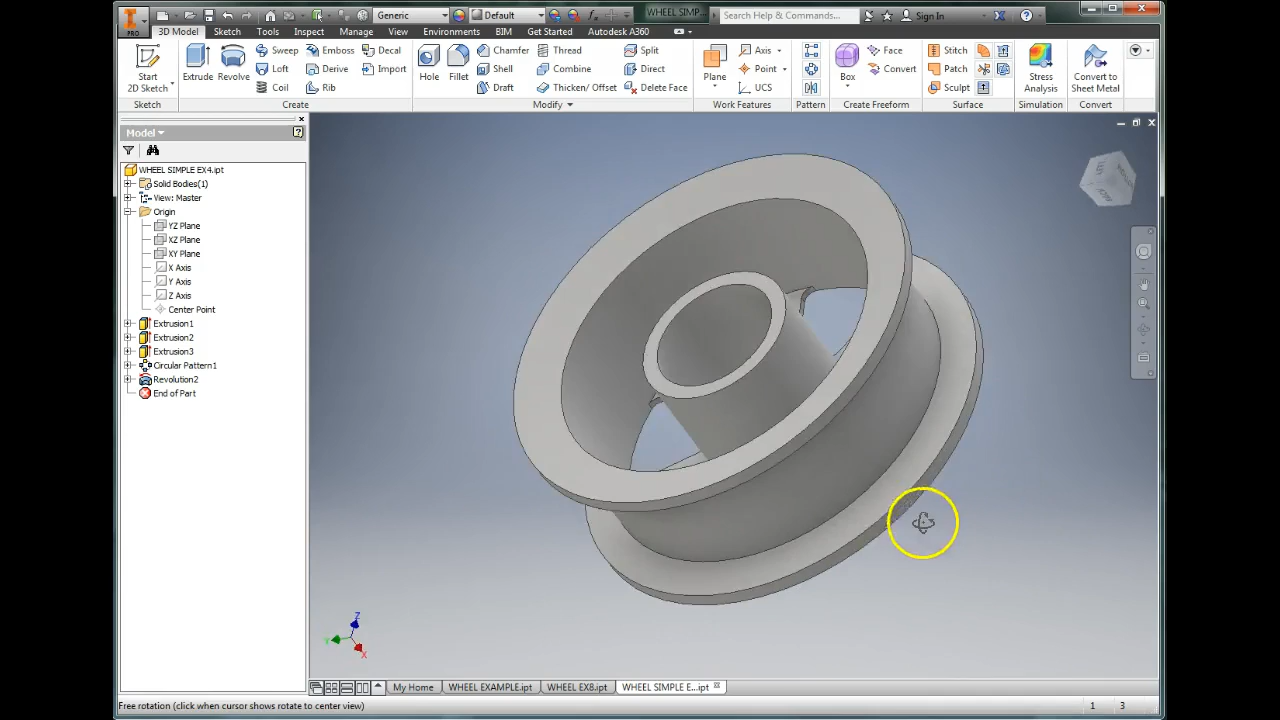 Generic
Default
WHEEL SIMP...
Search Help & Commands...
Sign In
PRO
3D Model Sketch Tools Inspect Manage View Environments BIM Get Started Autodesk A360
Start
2D Sketch
Extrude
Revolve
Sweep
Loft
Coil
Emboss
Derive
Rib
Decal
Import
Hole
Fillet
Chamfer
Shell
Draft
Thread
Combine
Thicken/ Offset
Split
Direct
Delete Face
Plane
Axis
Point
UCS
Box
Face
Convert
Stitch
Patch
Sculpt
Stress
Analysis
Convert to
Sheet Metal
Sketch Create Modify Work Features Pattern Create Freeform Surface Simulation Convert
Model
WHEEL SIMPLE EX4.ipt
Solid Bodies(1)
View: Master
Origin
YZ Plane
XZ Plane
XY Plane
X Axis
Y Axis
Z Axis
Center Point
Extrusion1
Extrusion2
Extrusion3
Circular Pattern1
Revolution2
End of Part
Z
Y
X
My Home WHEEL EXAMPLE.ipt WHEEL EX8.ipt WHEEL SIMPLE E...ipt
Free rotation (click when cursor shows rotate to center view)
1 3